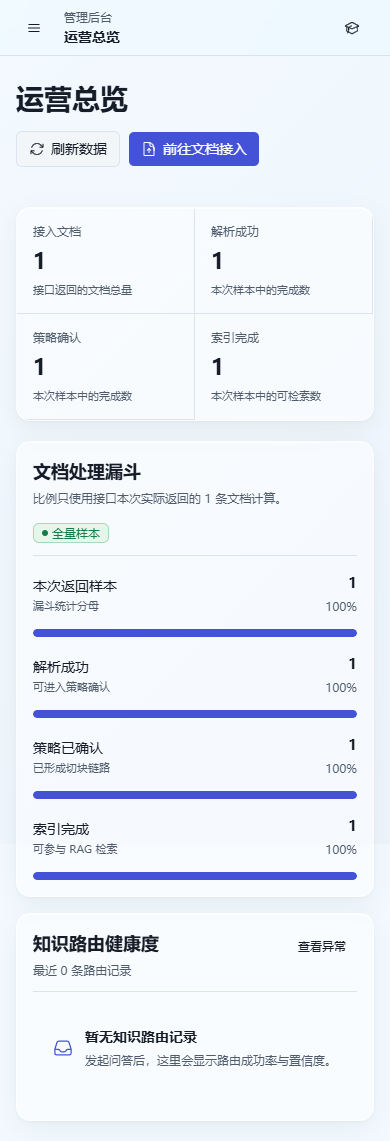 管理后台
运营总览
运营总览
刷新数据
前往文档接入
接入文档
1
接口返回的文档总量
解析成功
1
本次样本中的完成数
策略确认
1
本次样本中的完成数
索引完成
1
本次样本中的可检索数
文档处理漏斗
比例只使用接口本次实际返回的 1 条文档计算。
全量样本
本次返回样本
1
漏斗统计分母
100%
解析成功
1
可进入策略确认
100%
策略已确认
1
已形成切块链路
100%
索引完成
1
可参与 RAG 检索
100%
知识路由健康度
查看异常
最近 0 条路由记录
暂无知识路由记录
发起问答后，这里会显示路由成功率与置信度。